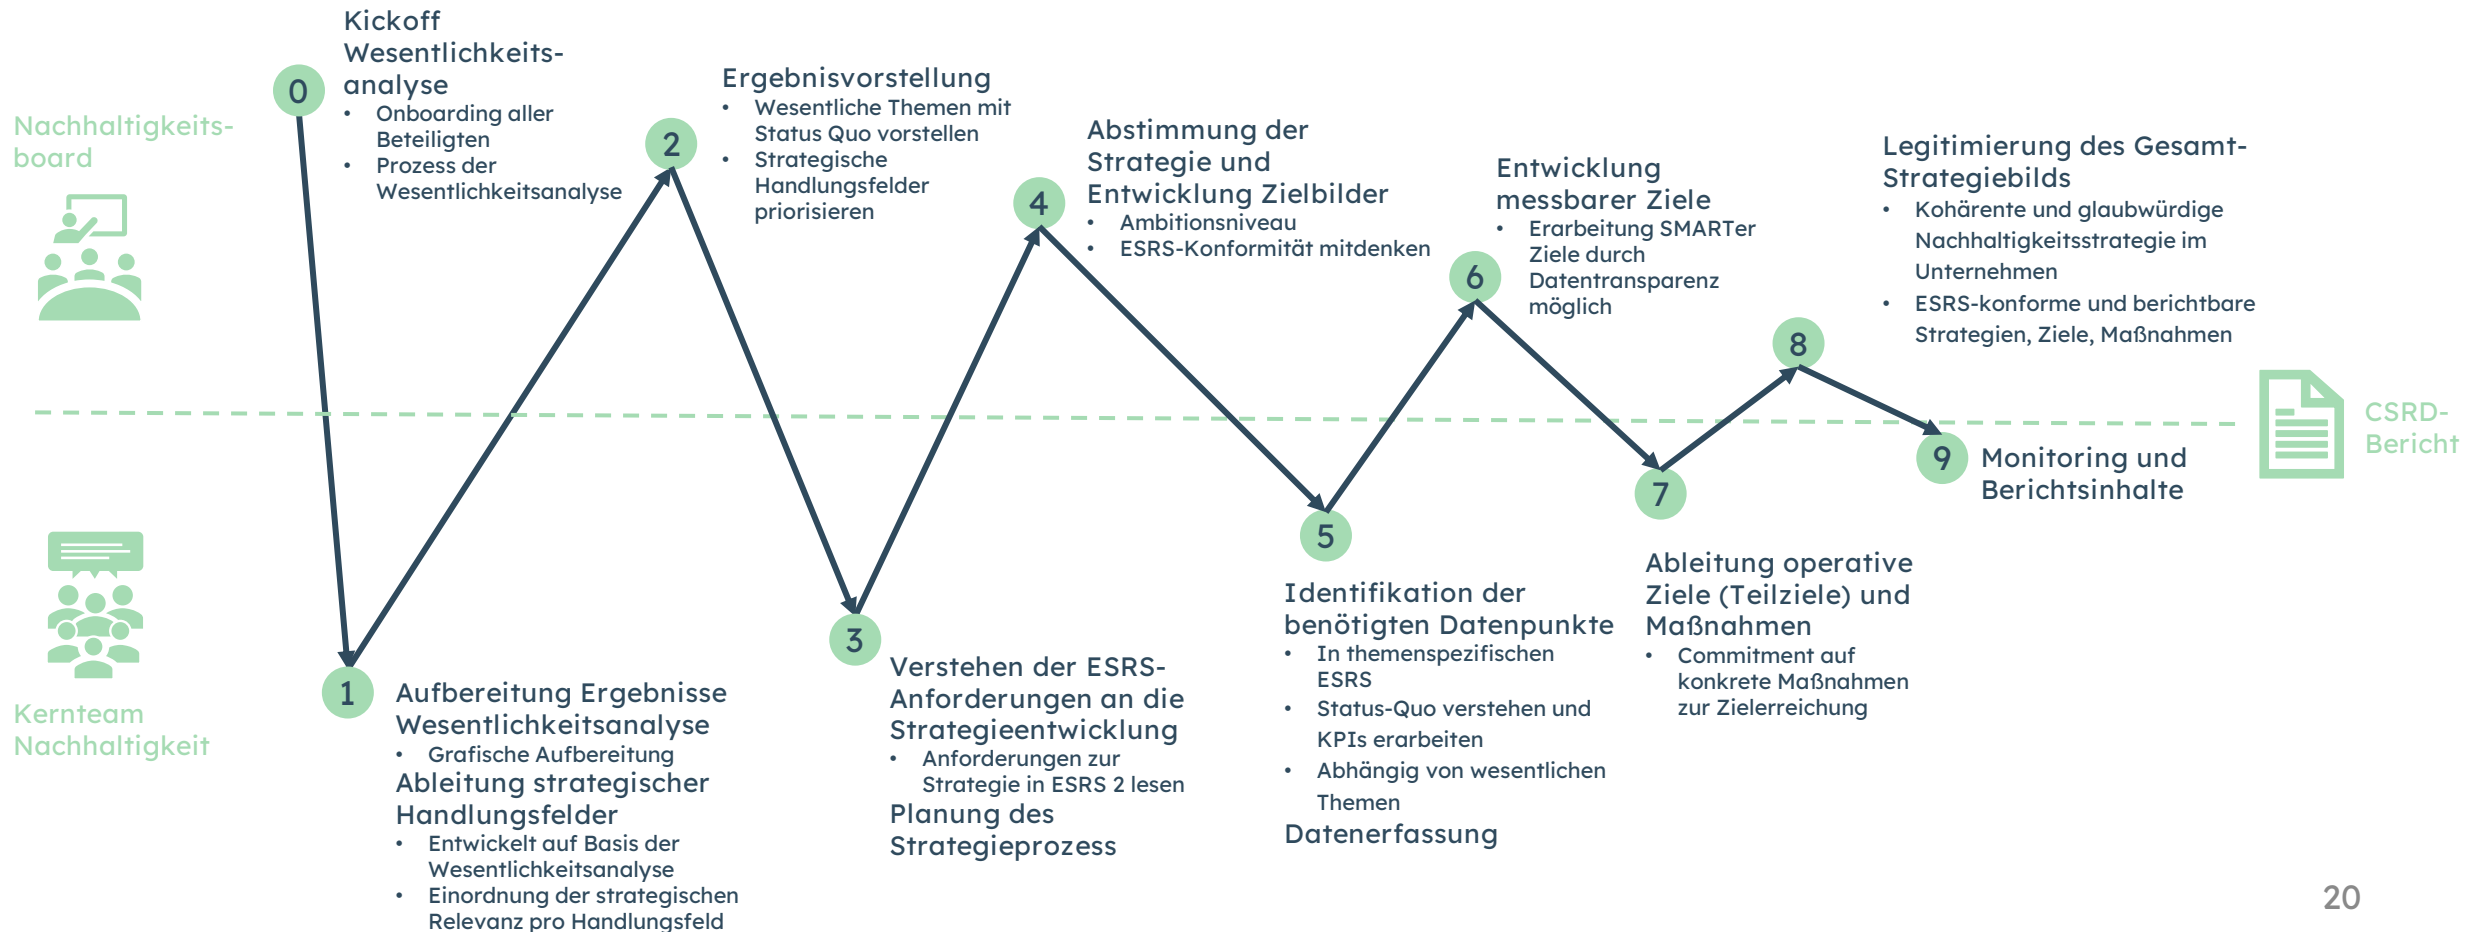 Nachhaltigkeits-
board
0
Kickoff
Wesentlichkeits-
analyse
• Onboarding aller
Beteiligten
• Prozess der
Wesentlichkeitsanalyse
2
Ergebnisvorstellung
• Wesentliche Themen mit
Status Quo vorstellen
• Strategische
Handlungsfelder
priorisieren
4
Abstimmung der
Strategie und
Entwicklung Zielbilder
• Ambitionsniveau
• ESRS-Konformität mitdenken
6
Entwicklung
messbarer Ziele
• Erarbeitung SMARTer
Ziele durch
Datentransparenz
möglich
8
Legitimierung des Gesamt-
Strategiebilds
• Kohärente und glaubwürdige
Nachhaltigkeitsstrategie im
Unternehmen
• ESRS-konforme und berichtbare
Strategien, Ziele, Maßnahmen
CSRD-
Bericht
Kernteam
Nachhaltigkeit
1
Aufbereitung Ergebnisse
Wesentlichkeitsanalyse
• Grafische Aufbereitung
Ableitung strategischer
Handlungsfelder
• Entwickelt auf Basis der
Wesentlichkeitsanalyse
• Einordnung der strategischen
Relevanz pro Handlungsfeld
3
Verstehen der ESRS-
Anforderungen an die
Strategieentwicklung
• Anforderungen zur
Strategie in ESRS 2 lesen
Planung des
Strategieprozess
5
Identifikation der
benötigten Datenpunkte
• In themenspezifischen
ESRS
• Status-Quo verstehen und
KPIs erarbeiten
• Abhängig von wesentlichen
Themen
Datenerfassung
7
Ableitung operative
Ziele (Teilziele) und
Maßnahmen
• Commitment auf
konkrete Maßnahmen
zur Zielerreichung
9
Monitoring und
Berichtsinhalte
20